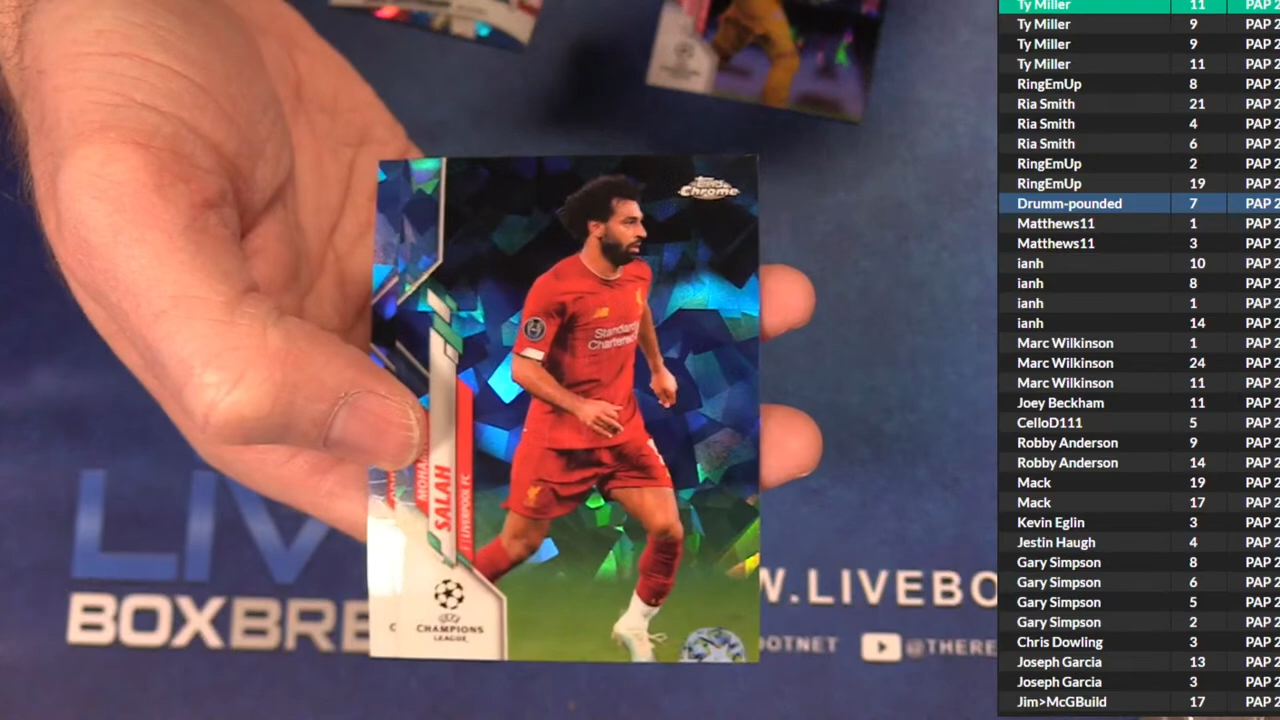 Ty Miller 11 PAP 2
Ty Miller 9 PAP 2
Ty Miller 9 PAP 2
Ty Miller 11 PAP 2
RingEmUp 8 PAP 2
Ria Smith 21 PAP 2
Ria Smith 4 PAP 2
Ria Smith 6 PAP 2
RingEmUp 2 PAP 2
RingEmUp 19 PAP 2
Drumm-pounded 7 PAP 2
Matthews11 1 PAP 2
Matthews11 3 PAP 2
ianh 10 PAP 2
ianh 8 PAP 2
ianh 1 PAP 2
ianh 14 PAP 2
Marc Wilkinson 1 PAP 2
Marc Wilkinson 24 PAP 2
Marc Wilkinson 11 PAP 2
Joey Beckham 11 PAP 2
CelloD111 5 PAP 2
Robby Anderson 9 PAP 2
Robby Anderson 14 PAP 2
Mack 19 PAP 2
Mack 17 PAP 2
Kevin Eglin 3 PAP 2
Jestin Haugh 4 PAP 2
Gary Simpson 8 PAP 2
Gary Simpson 6 PAP 2
Gary Simpson 5 PAP 2
Gary Simpson 2 PAP 2
Chris Dowling 3 PAP 2
Joseph Garcia 13 PAP 2
Joseph Garcia 3 PAP 2
Jim>McGBuild 17 PAP 2
Topps
Chrome
Standard
Chartered
MOHA
SALAH
LIVERPOOL FC
UEFA
CHAMPIONS
LEAGUE
LIV
BOXBRE
W.LIVEBO
DOTNET
@THERE